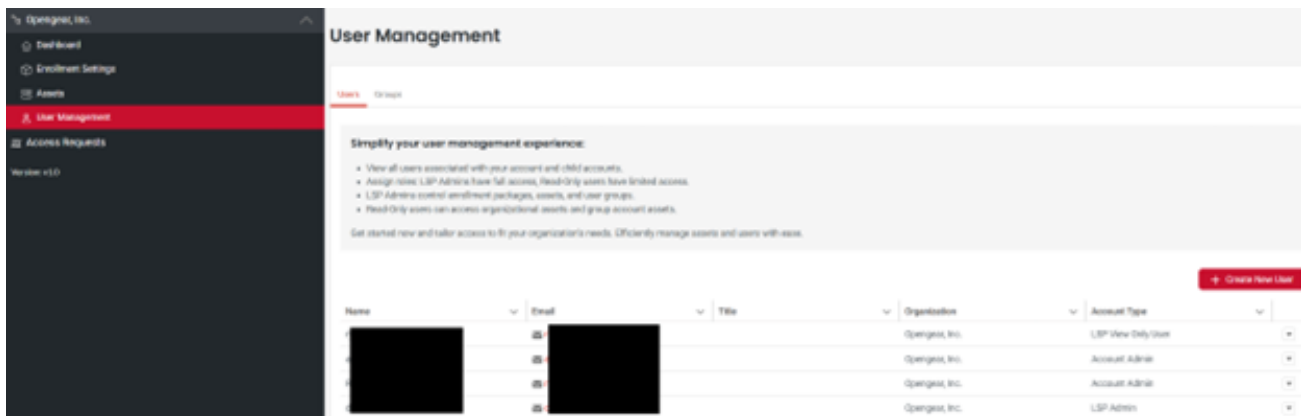 Opengear, Inc.
Dashboard
Enrollment Settings
Assets
User Management
Access Requests
Version: v1.0
User Management
Users Groups
Simplify your user management experience:
• View all users associated with your account and child accounts.
• Assign roles: LSP Admins have full access, Read-Only users have limited access.
• LSP Admins control enrollment packages, assets, and user groups.
• Read-Only users can access organizational assets and group account assets.
Get started now and tailor access to fit your organization's needs. Efficiently manage assets and users with ease.
+ Create New User
Name Email Title Organization Account Type
Opengear, Inc. LSP View Only User
Opengear, Inc. Account Admin
Opengear, Inc. Account Admin
Opengear, Inc. LSP Admin